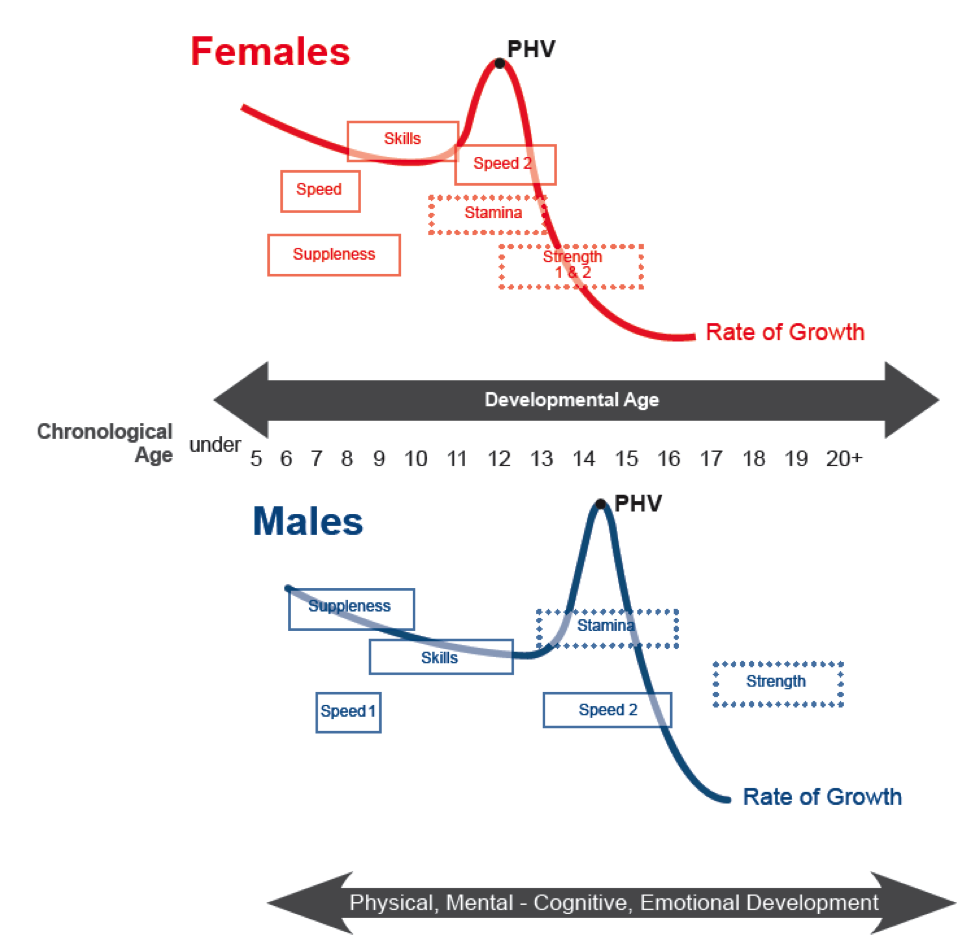 Females
PHV
Skills
Speed 2
Speed
Stamina
Suppleness
Strength
1 & 2
Rate of Growth
Developmental Age
Chronological
Age
under 5 6 7 8 9 10 11 12 13 14 15 16 17 18 19 20+
Males
PHV
Suppleness
Stamina
Skills
Strength
Speed 1
Speed 2
Rate of Growth
Physical, Mental - Cognitive, Emotional Development